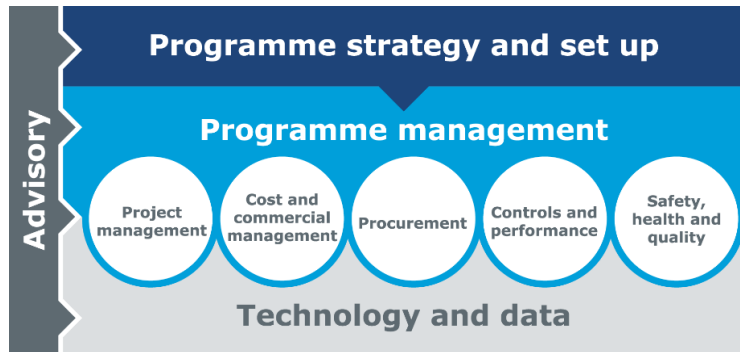 Advisory
Programme strategy and set up
Programme management
Project
management
Cost and
commercial
management
Procurement
Controls and
performance
Safety,
health and
quality
Technology and data